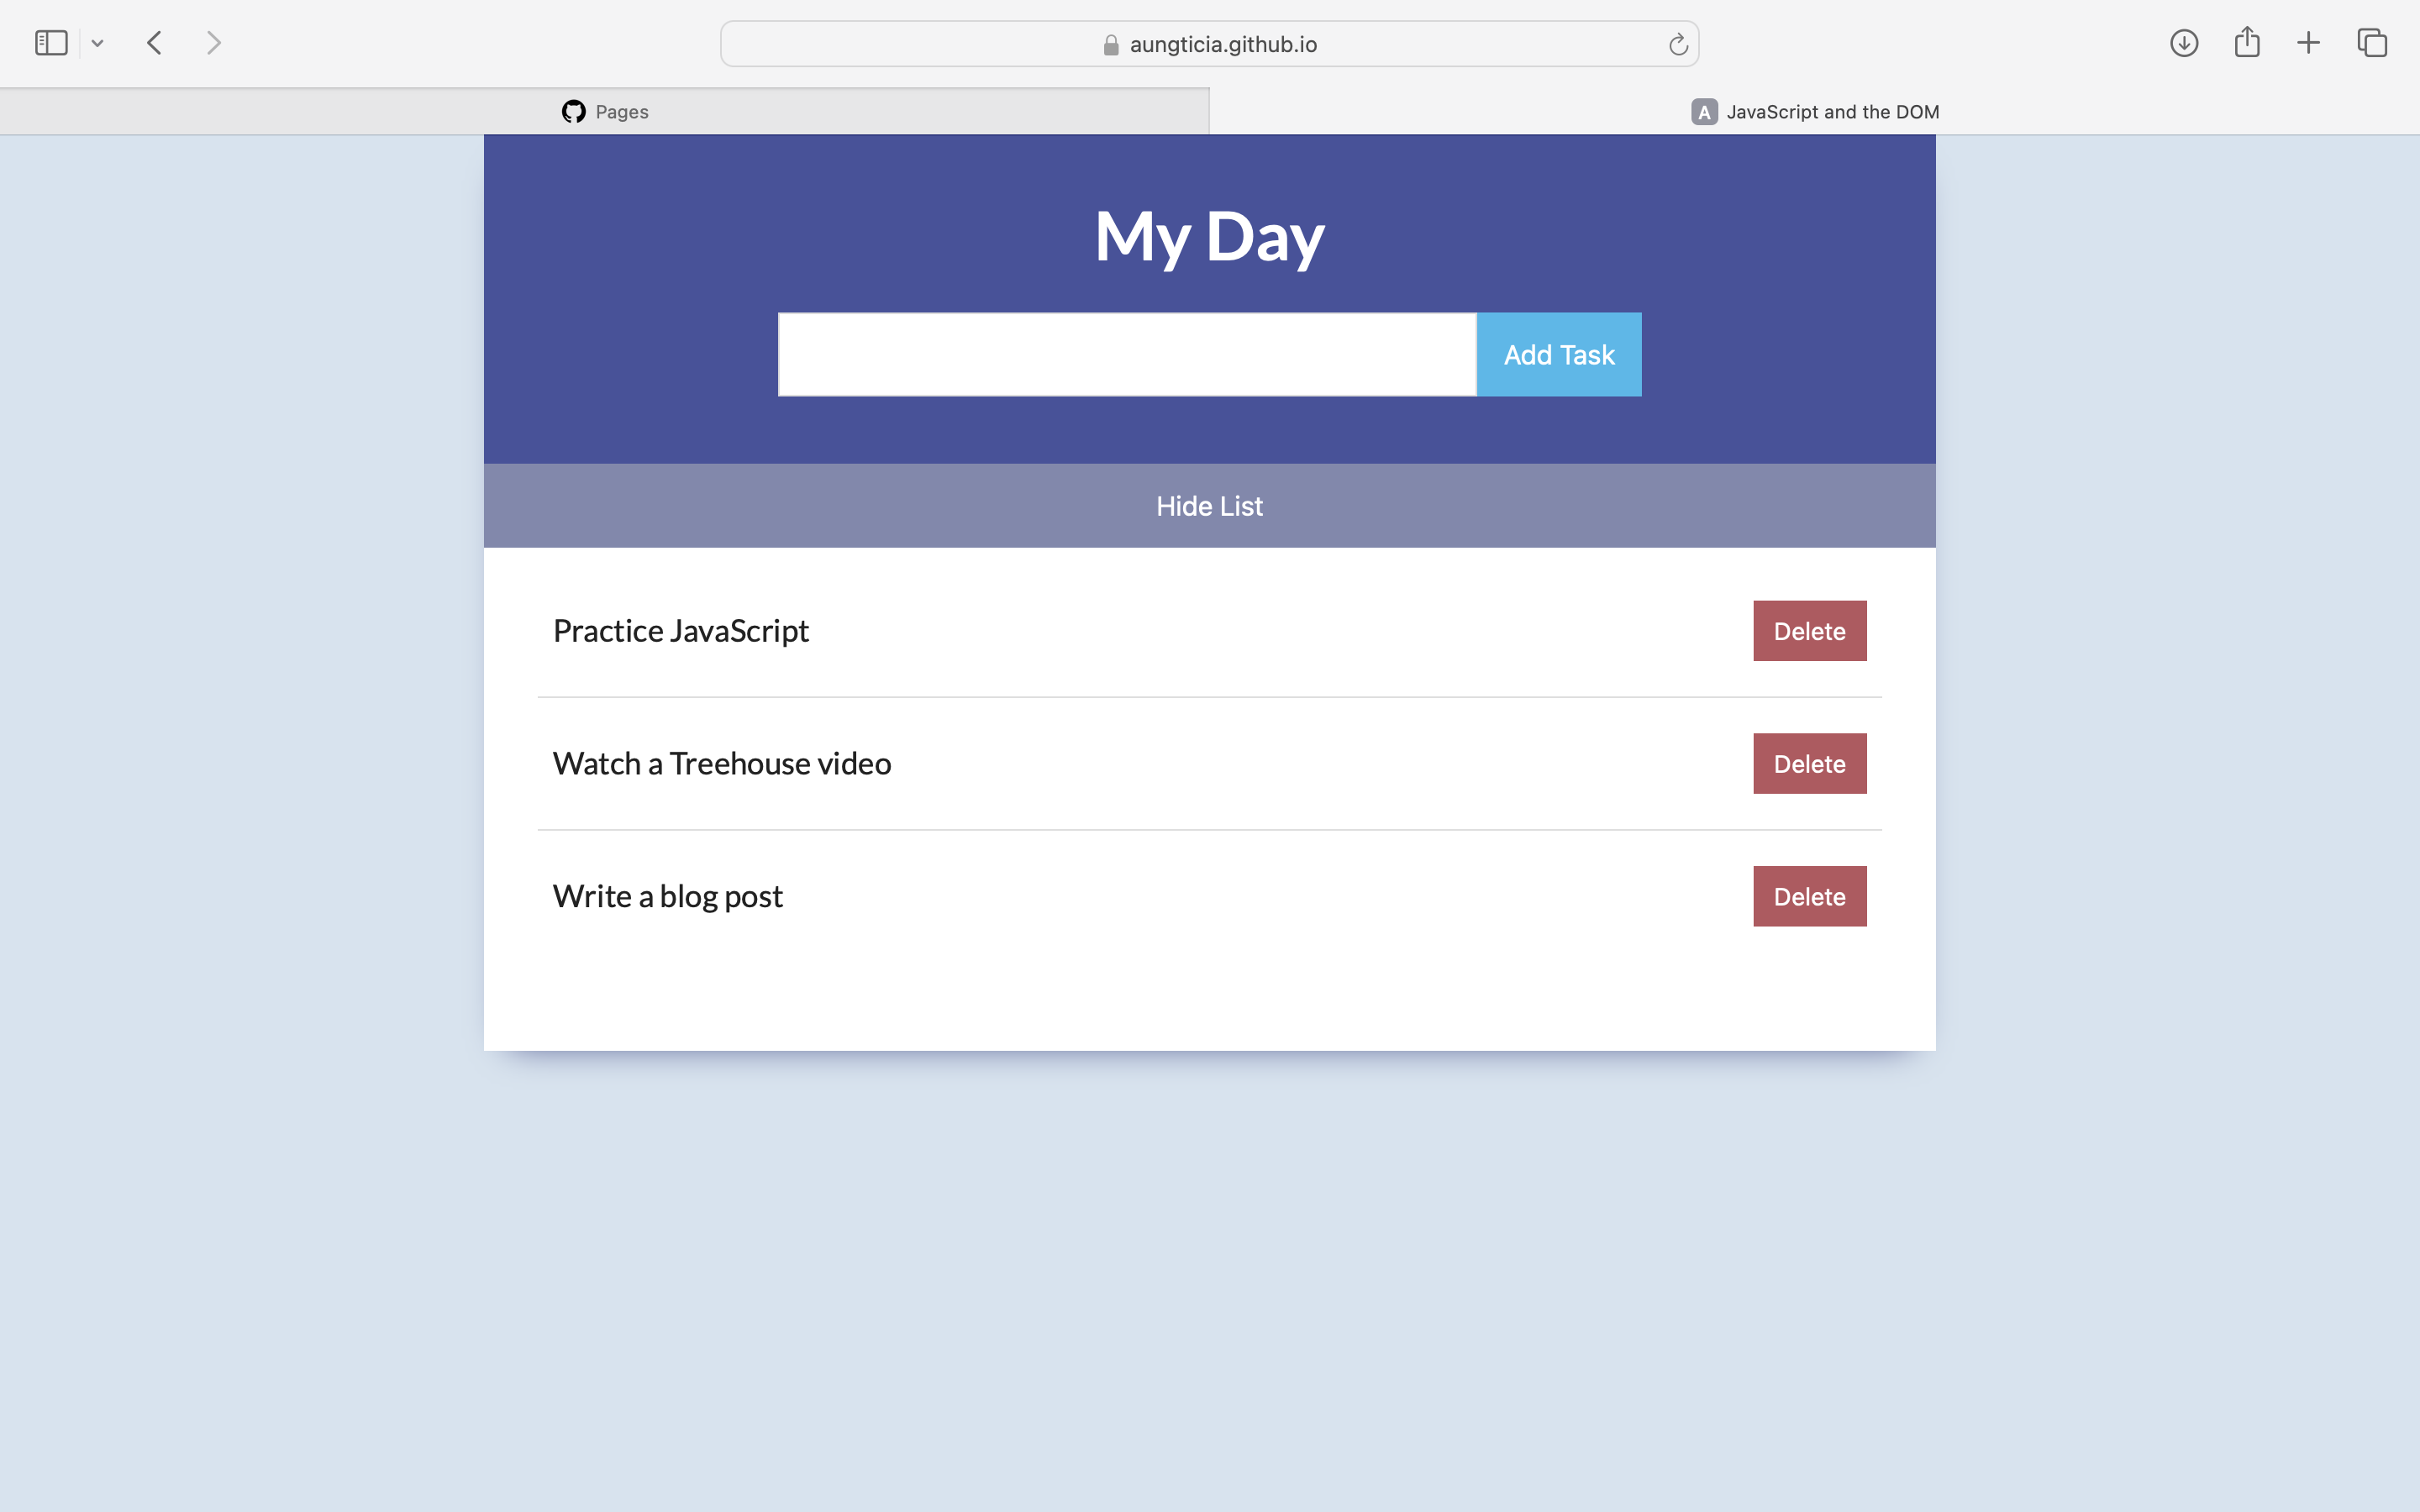 aungticia.github.io
Pages
A JavaScript and the DOM
My Day
Add Task
Hide List
Practice JavaScript
Delete
Watch a Treehouse video
Delete
Write a blog post
Delete